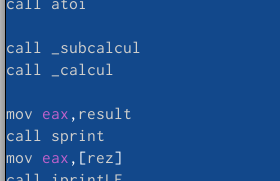 call atoi
call _subcalcul
call _calcul
mov eax,result
call sprint
mov eax,[rez]
call iprintLF